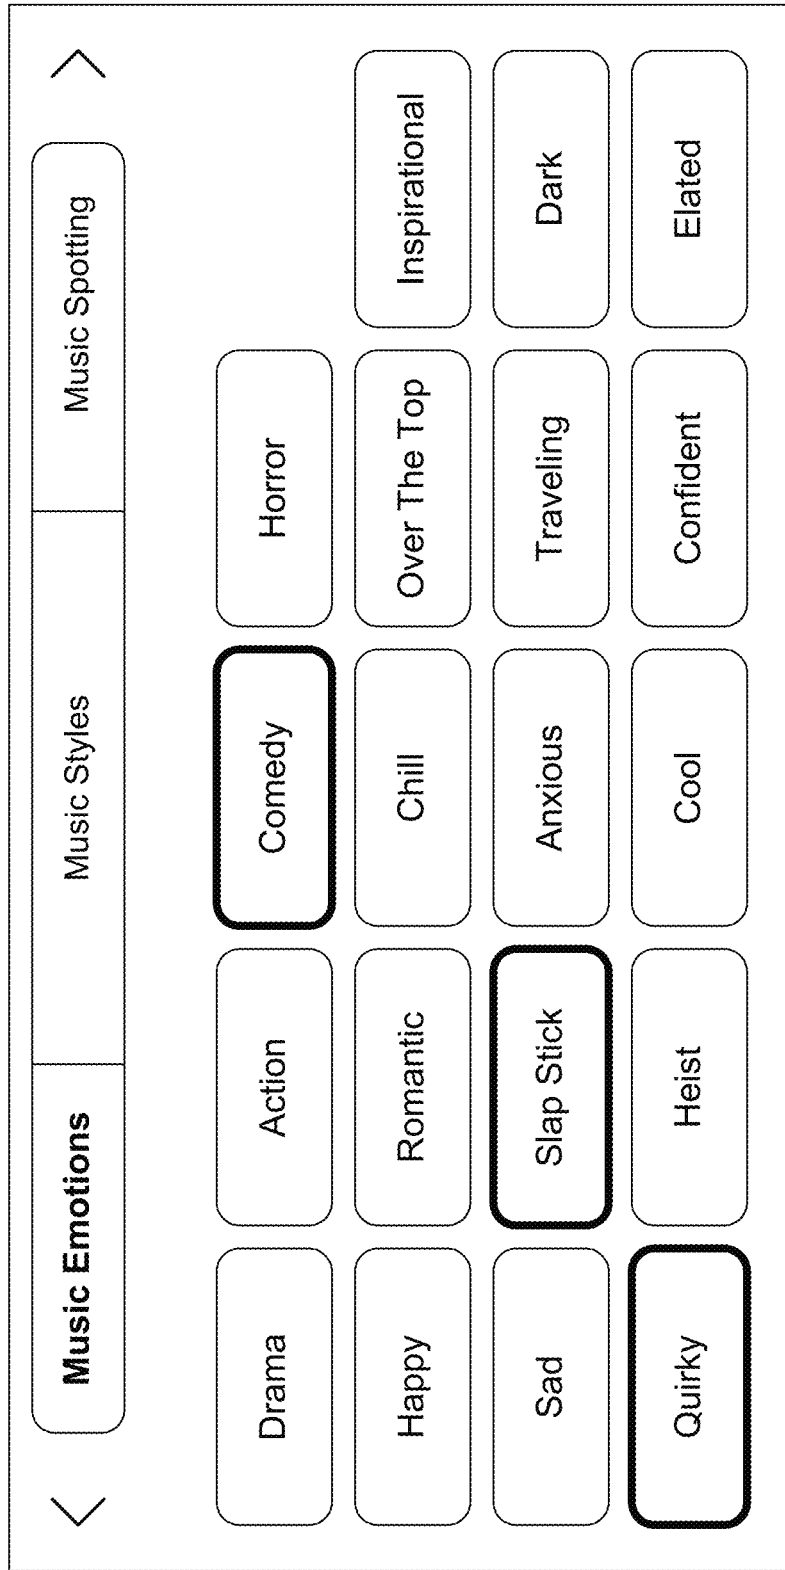 Music Emotions Music Styles Music Spotting
Drama Action Comedy Horror
Happy Romantic Chill Over The Top Inspirational
Sad Slap Stick Anxious Traveling Dark
Quirky Heist Cool Confident Elated